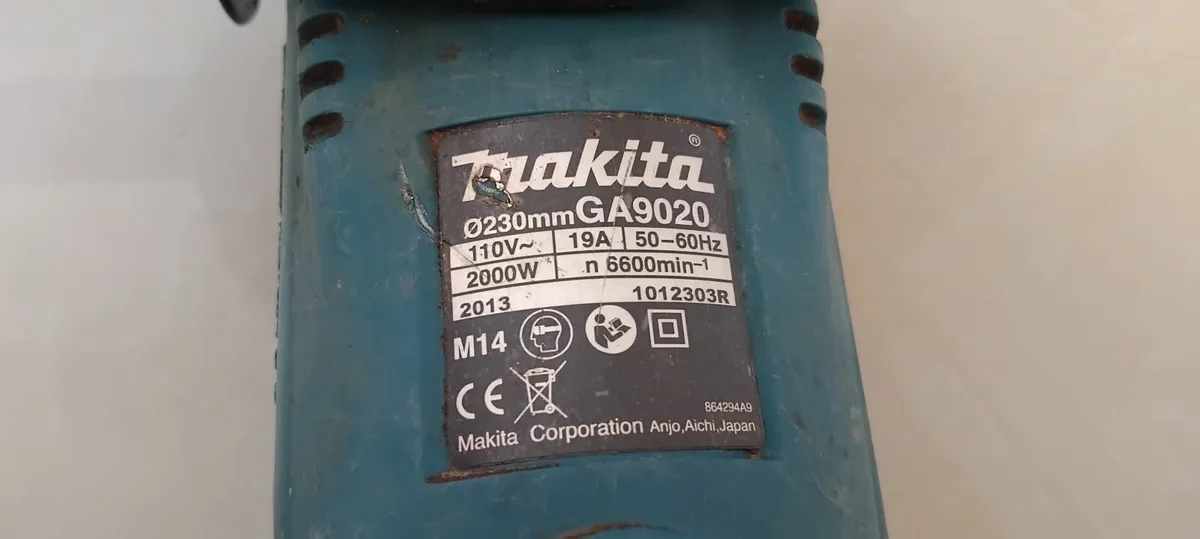 makita®
Ø230mm GA9020
110V~ 19A 50-60Hz
2000W n 6600min-1
2013 1012303R
M14
CE
864294A9
Makita Corporation Anjo,Aichi,Japan